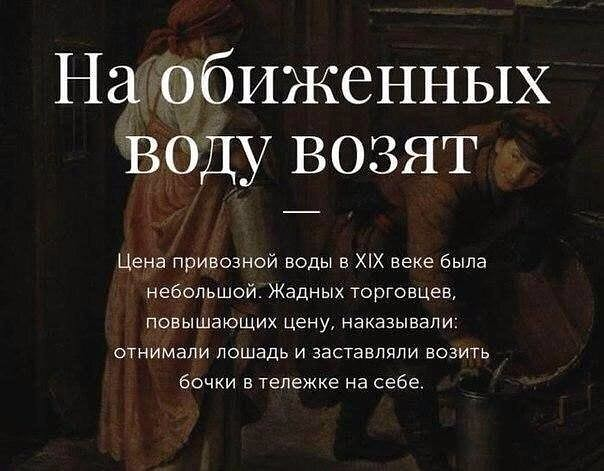 На обиженных
воду возят
Цена привозной воды в XIX веке была
небольшой. Жадных торговцев,
повышающих цену, наказывали:
отнимали лошадь и заставляли возить
бочки в тележке на себе.